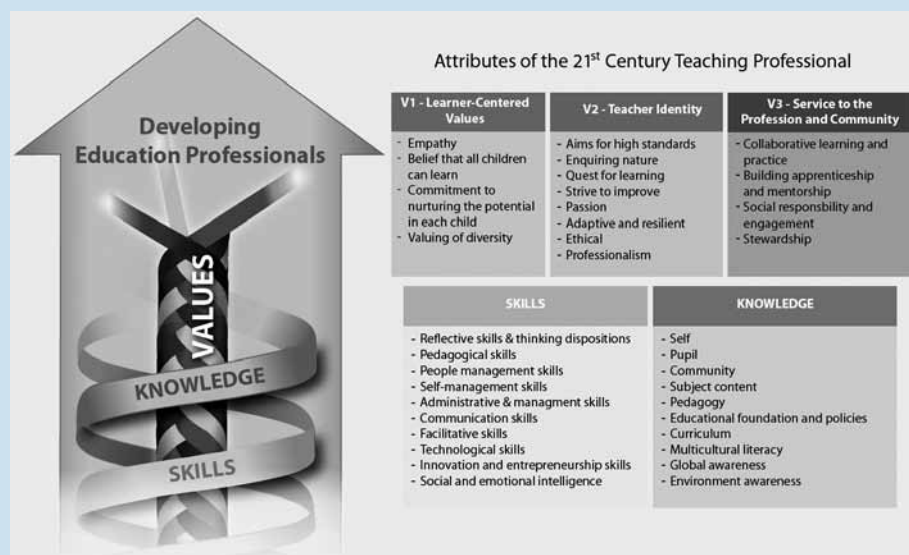 Developing
Education Professionals
VALUES
KNOWLEDGE
SKILLS
Attributes of the 21st Century Teaching Professional
V1 - Learner-Centered
Values
- Empathy
- Belief that all children
can learn
- Commitment to
nurturing the potential
in each child
- Valuing of diversity
V2 - Teacher Identity
- Aims for high standards
- Enquiring nature
- Quest for learning
- Strive to improve
- Passion
- Adaptive and resilient
- Ethical
- Professionalism
V3 - Service to the
Profession and Community
- Collaborative learning and
practice
- Building apprenticeship
and mentorship
- Social responsbility and
engagement
- Stewardship
SKILLS
- Reflective skills & thinking dispositions
- Pedagogical skills
- People management skills
- Self-management skills
- Administrative & managment skills
- Communication skills
- Facilitative skills
- Technological skills
- Innovation and entrepreneurship skills
- Social and emotional intelligence
KNOWLEDGE
- Self
- Pupil
- Community
- Subject content
- Pedagogy
- Educational foundation and policies
- Curriculum
- Multicultural literacy
- Global awareness
- Environment awareness